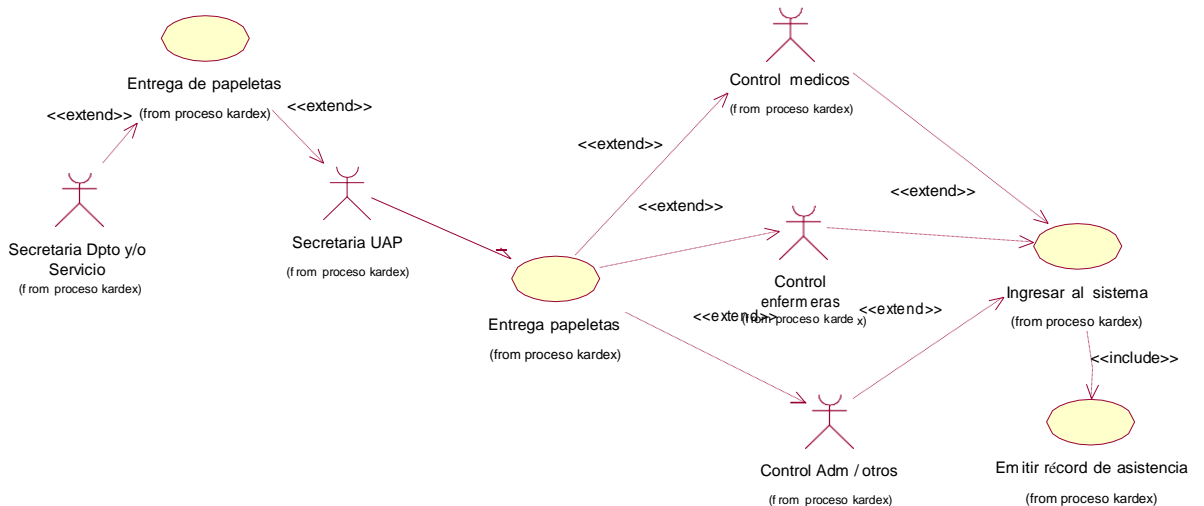 Entrega de papeletas
(from proceso kardex)
<<extend>>
<<extend>>
Secretaria Dpto y/o
Servicio
(from proceso kardex)
Secretaria UAP
(from proceso kardex)
Control medicos
(from proceso kardex)
<<extend>>
<<extend>>
<<extend>>
Control
enfermeras
(from proceso kardex)
<<extend>>
<<extend>>
Entrega papeletas
(from proceso kardex)
Ingresar al sistema
(from proceso kardex)
<<include>>
Control Adm / otros
(from proceso kardex)
Emitir récord de asistencia
(from proceso kardex)